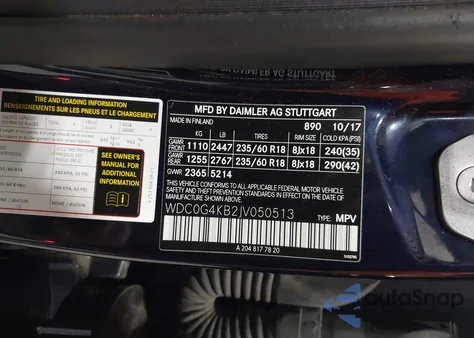 TIRE AND LOADING INFORMATION
RENSEIGNEMENTS SUR LES PNEUS ET LE CHARGEMENT
SEE OWNER'S
MANUAL FOR
ADDITIONAL
INFORMATION
MFD BY DAIMLER AG STUTTGART
MADE IN FINLAND 890 10/17
KG LB TIRES RIM SIZE COLD KPA(PSI)
GAWR FRONT 1110 2447 235/60 R18 8Jx18 240(35)
GAWR REAR 1255 2767 235/60 R18 8Jx18 290(42)
GVWR 2365 5214
THIS VEHICLE CONFORMS TO ALL APPLICABLE FEDERAL MOTOR VEHICLE
SAFETY AND THEFT PREVENTION STANDARDS IN EFFECT ON THE DATE OF
MANUFACTURE SHOWN ABOVE.
WDC0G4KB2JV050513 TYPE: MPV
A 204 817 78 20
autoSnap